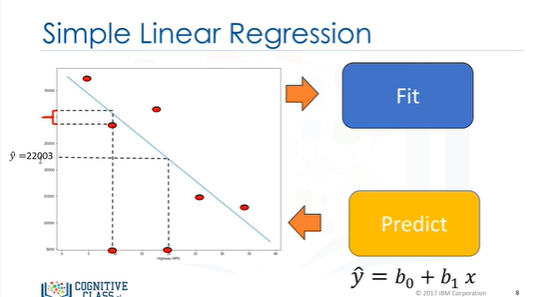 Simple Linear Regression
Fit
ŷ =22003
Highway MPG
Predict
ŷ = b₀ + b₁ x
COGNITIVE
CLASS
© 2017 IBM Corporation
8